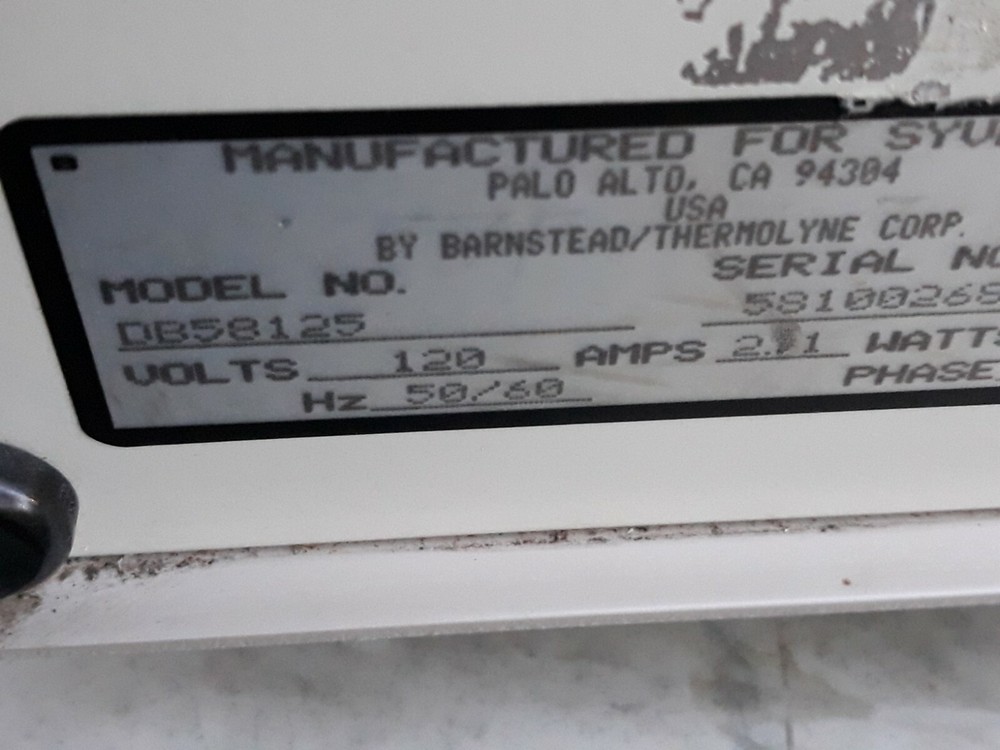 MANUFACTURED FOR
PALO ALTO, CA 94304
USA
BY BARNSTEAD/THERMOLYNE CORP.
MODEL NO. SERIAL
DB58125
VOLTS 120 AMPS
Hz 50/60 PHASE